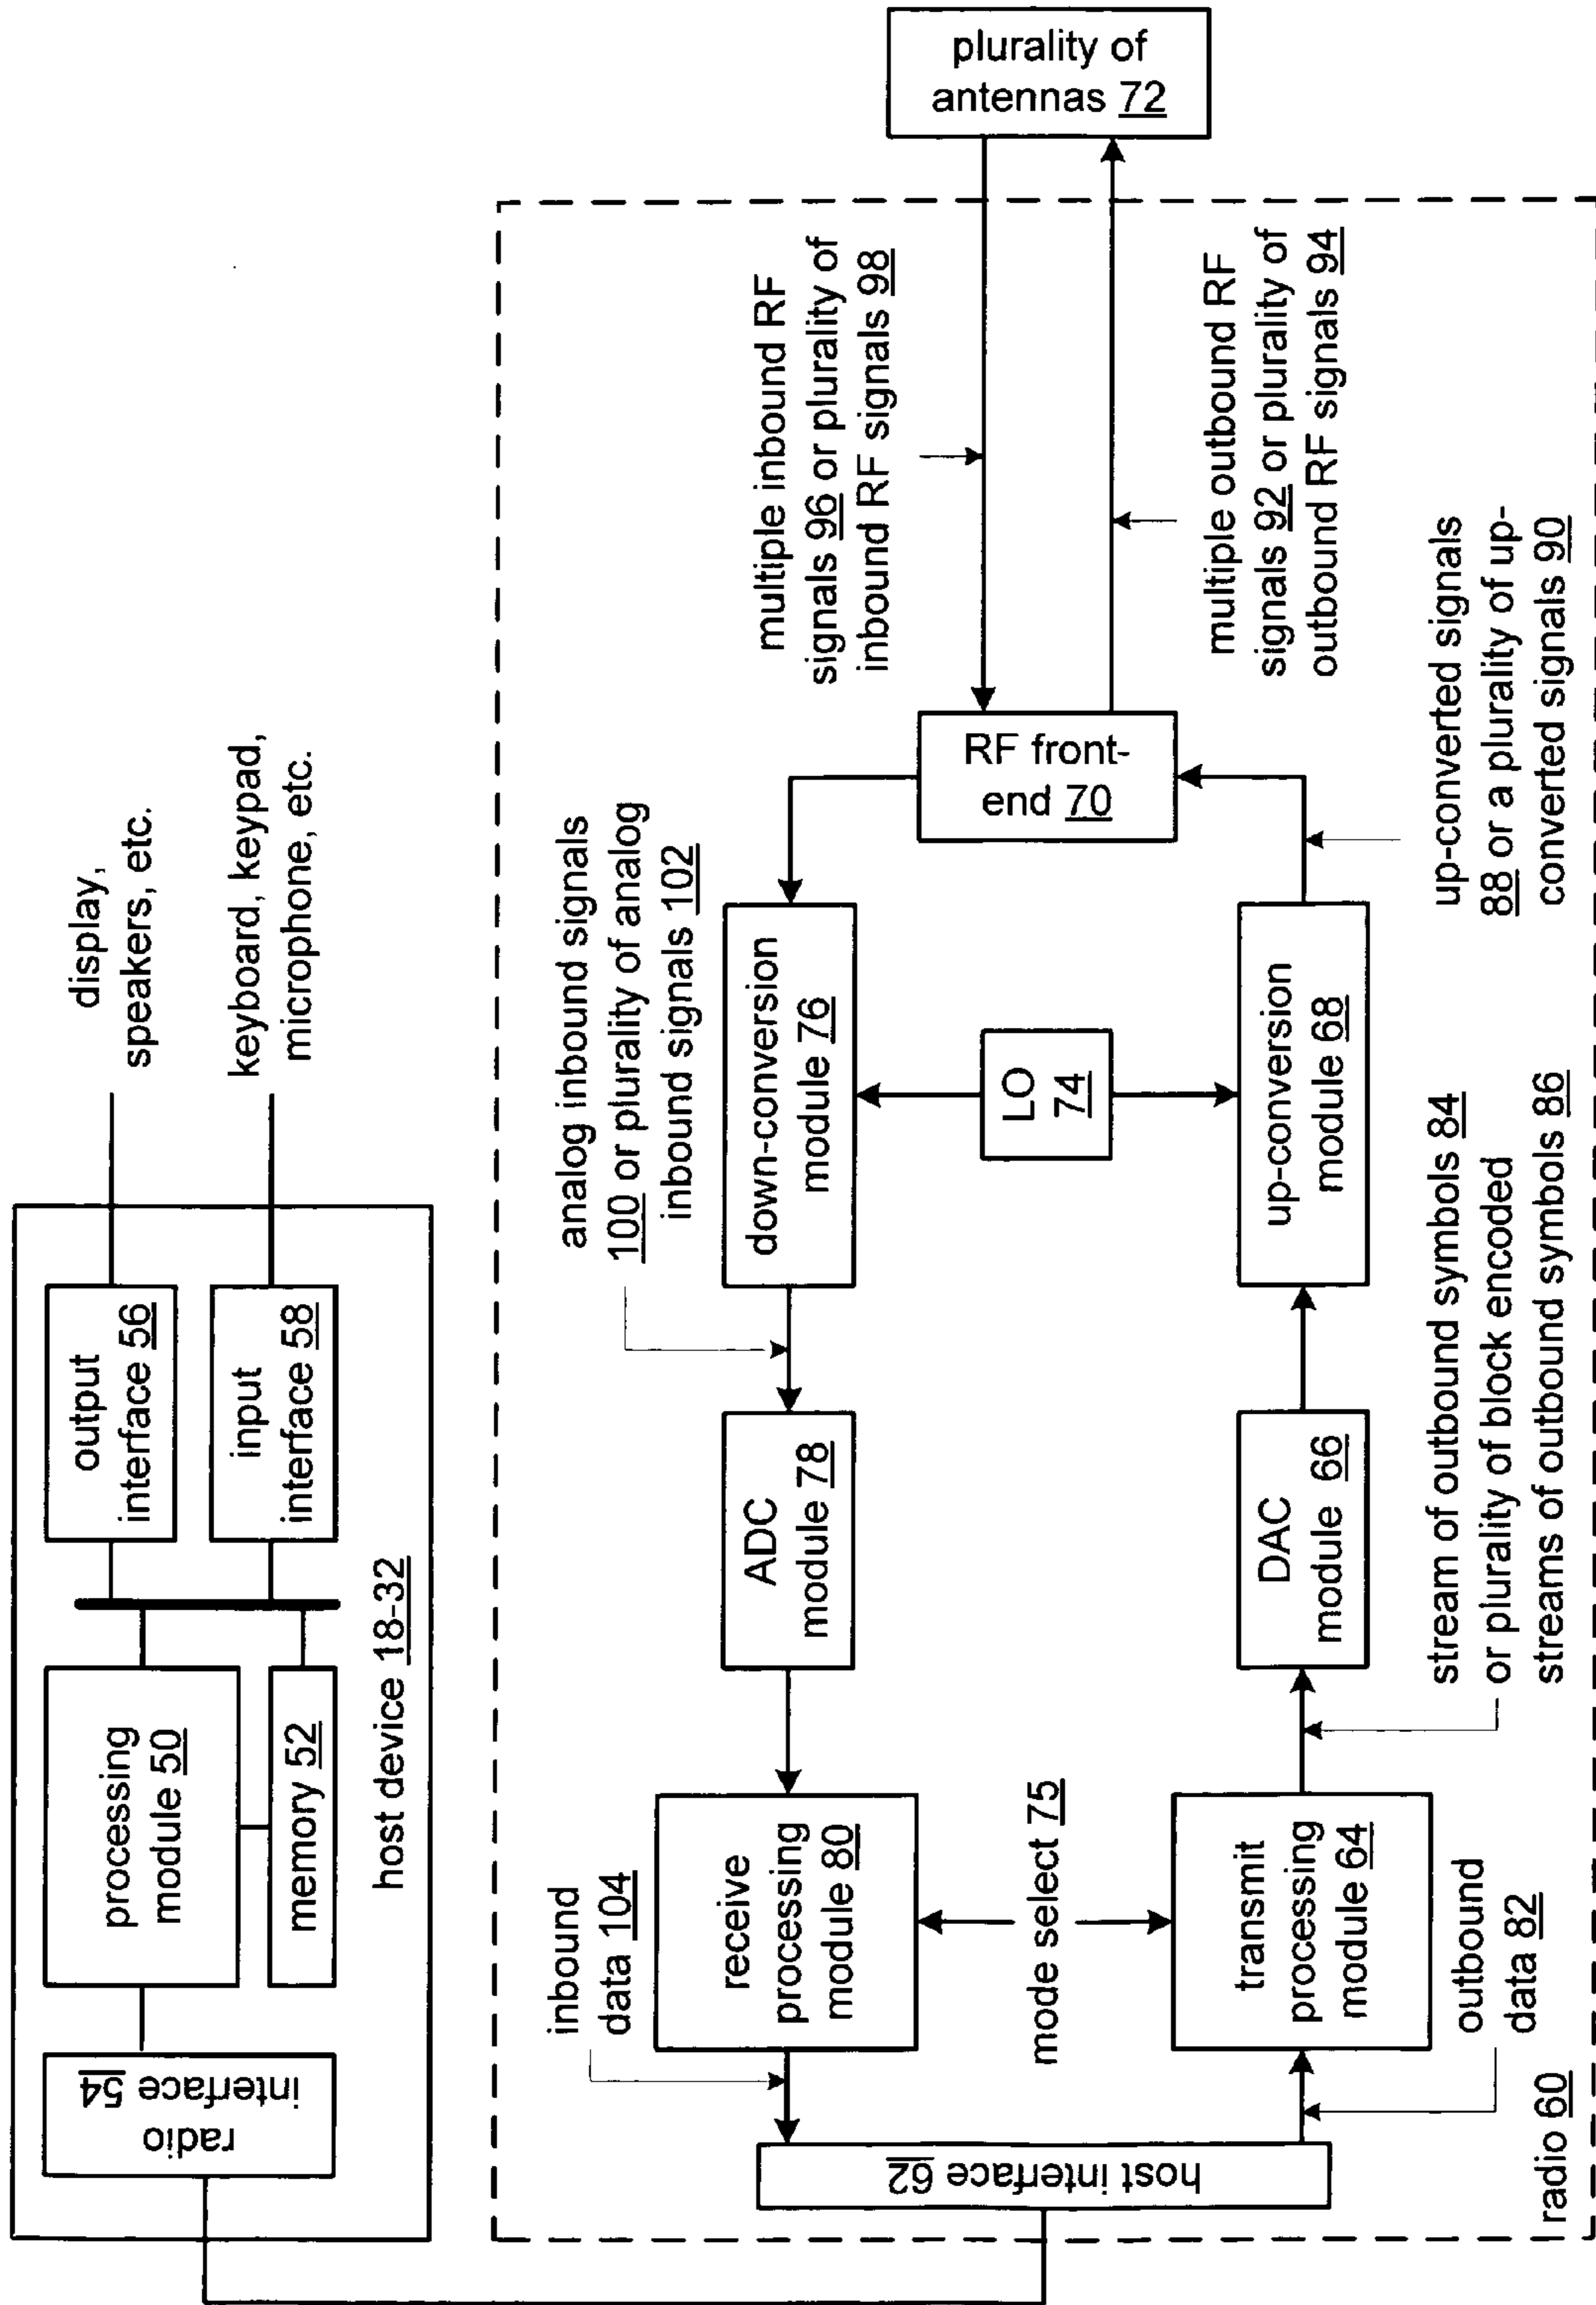 radio
interface 54
processing
module 50
memory 52
output
interface 56
input
interface 58
host device 18-32
display,
speakers, etc.
keyboard, keypad,
microphone, etc.
inbound
data 104
receive
processing
module 80
ADC
module 78
analog inbound signals
100 or plurality of analog
inbound signals 102
down-conversion
module 76
multiple inbound RF
signals 96 or plurality of
inbound RF signals 98
plurality of
antennas 72
host interface 62
mode select 75
LO
74
RF front-
end 70
transmit
processing
module 64
DAC
module 66
up-conversion
module 68
multiple outbound RF
signals 92 or plurality of
outbound RF signals 94
outbound
data 82
stream of outbound symbols 84
or plurality of block encoded
streams of outbound symbols 86
up-converted signals
88 or a plurality of up-
converted signals 90
radio 60